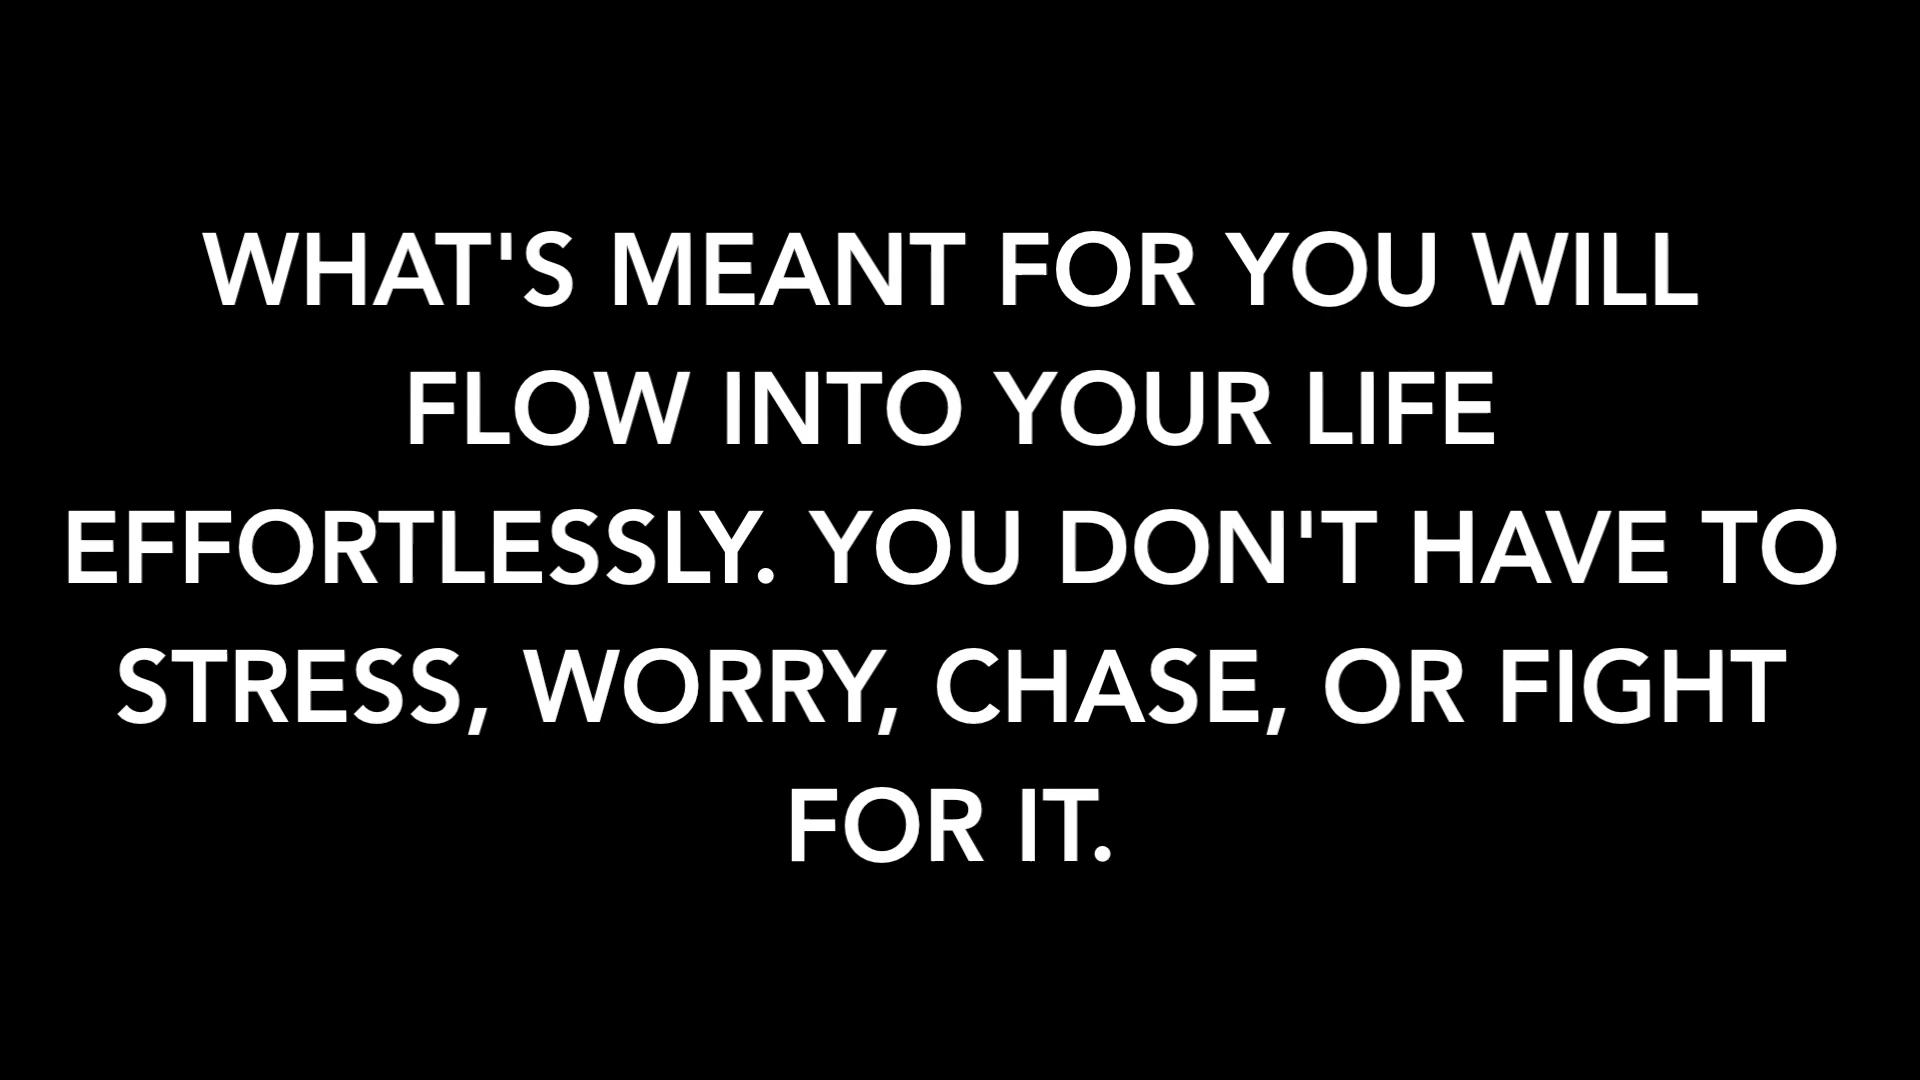 WHAT'S MEANT FOR YOU WILL
FLOW INTO YOUR LIFE
EFFORTLESSLY. YOU DON'T HAVE TO
STRESS, WORRY, CHASE, OR FIGHT
FOR IT.